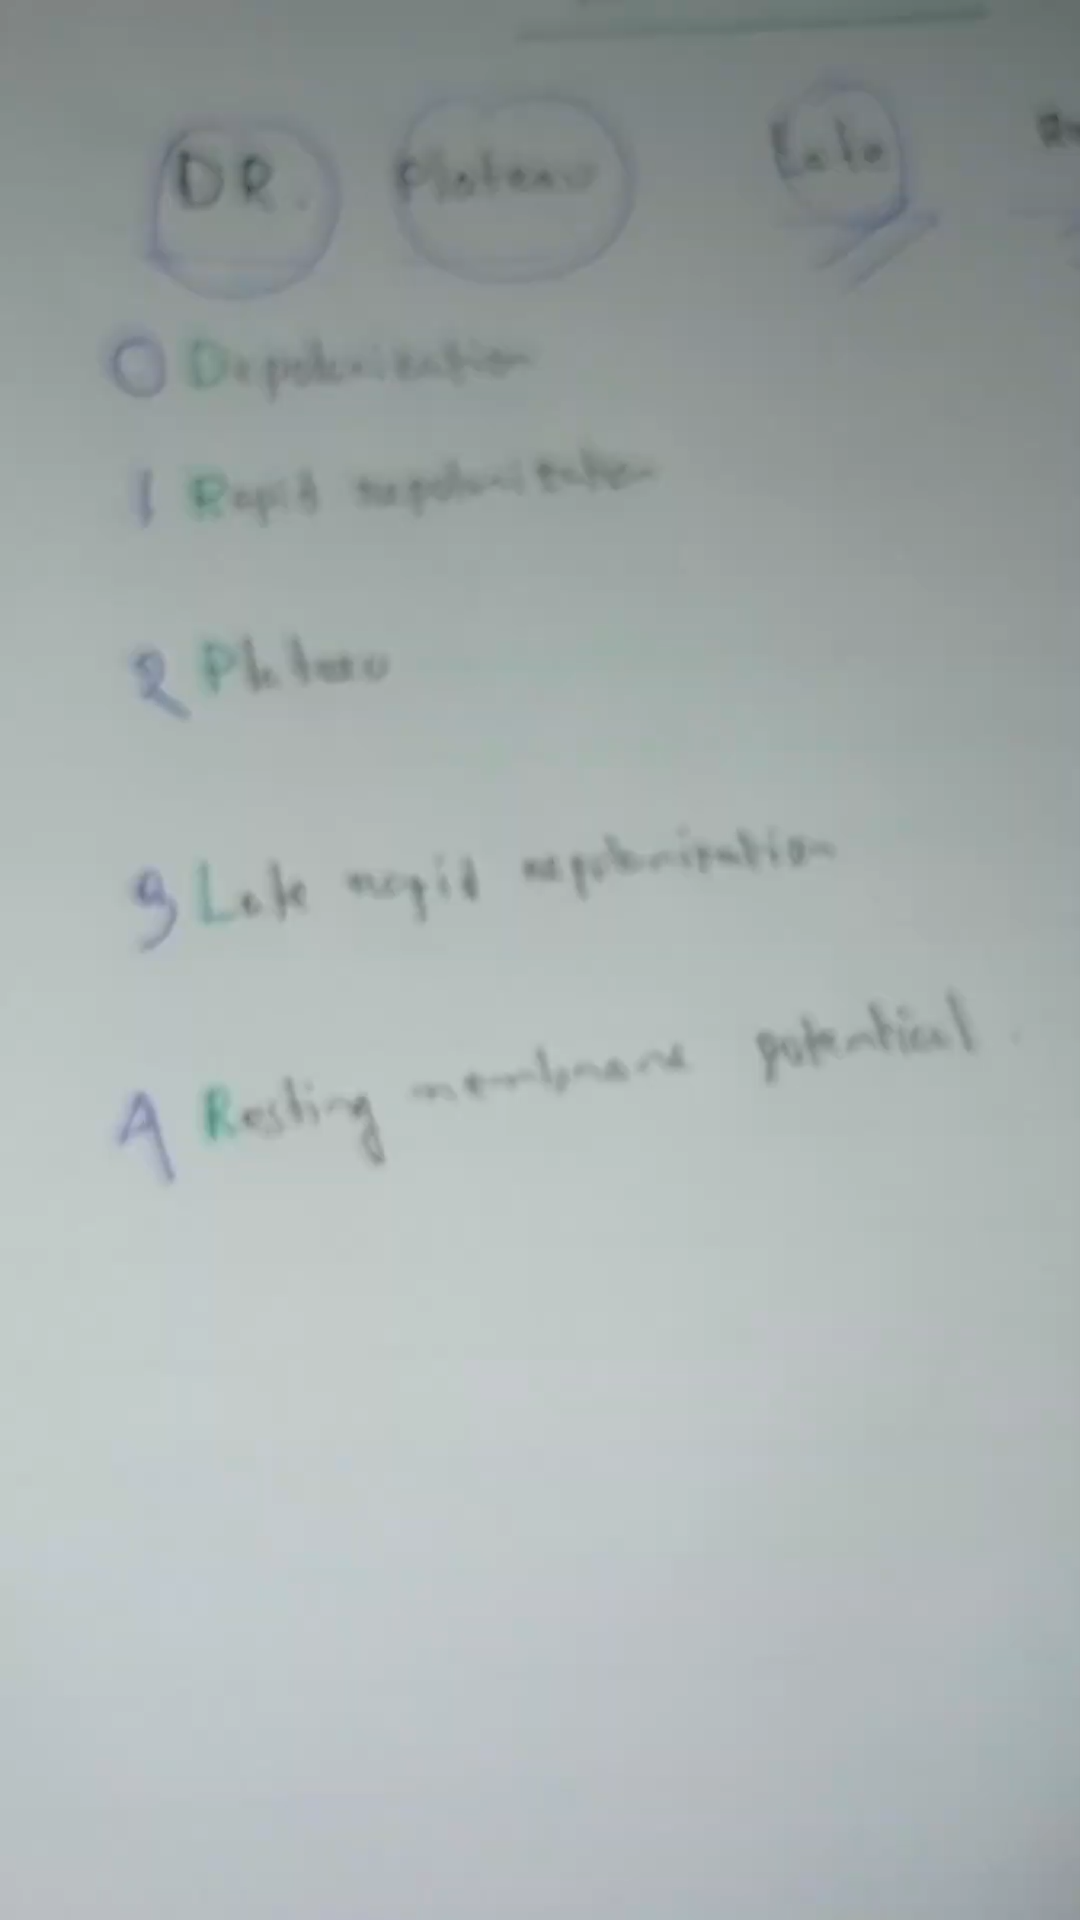 DR. Plateau Late
0 Depolarization
1 Rapid repolarization
2 Plateau
3 Late rapid repolarization
4 Resting membrane potential.